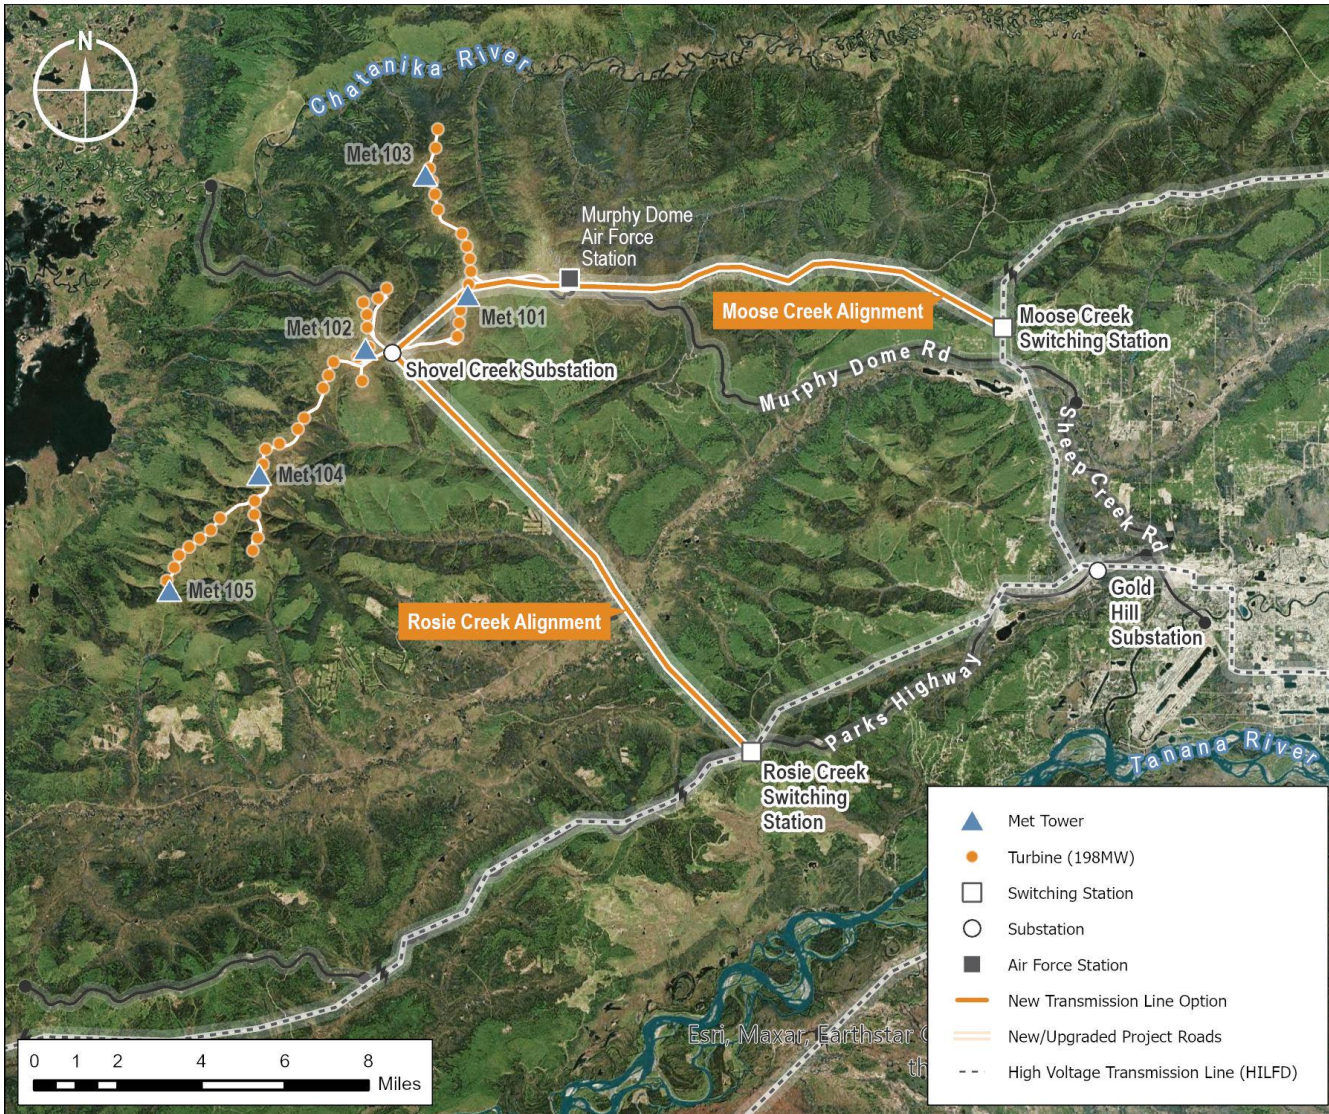 N
Chatanika River
Met 103
Murphy Dome
Air Force
Station
Met 101
Moose Creek Alignment
Moose Creek
Switching Station
Met 102
Shovel Creek Substation
Murphy Dome Rd
Sheep Creek Rd
Met 104
Met 105
Gold
Hill
Substation
Rosie Creek Alignment
Parks Highway
Tanana River
Rosie Creek
Switching
Station
Met Tower
Turbine (198MW)
Switching Station
Substation
Air Force Station
New Transmission Line Option
New/Upgraded Project Roads
High Voltage Transmission Line (HILFD)
Esri, Maxar, Earthstar
0 1 2 4 6 8
Miles